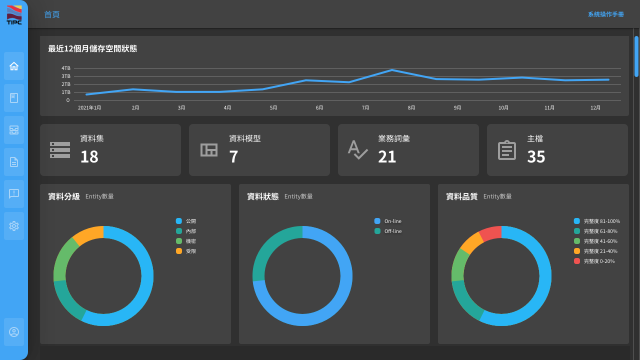 TIPC
首頁
系統操作手冊
最近12個月儲存空間狀態
4TB
3TB
2TB
1TB
0
2021年1月
2月
3月
4月
5月
6月
7月
8月
9月
10月
11月
12月
資料集
18
資料模型
7
業務詞彙
21
主檔
35
資料分級 Entity數量
公開
內部
機密
受限
資料狀態 Entity數量
On-line
Off-line
資料品質 Entity數量
完整度 81-100%
完整度 61-80%
完整度 41-60%
完整度 21-40%
完整度 0-20%